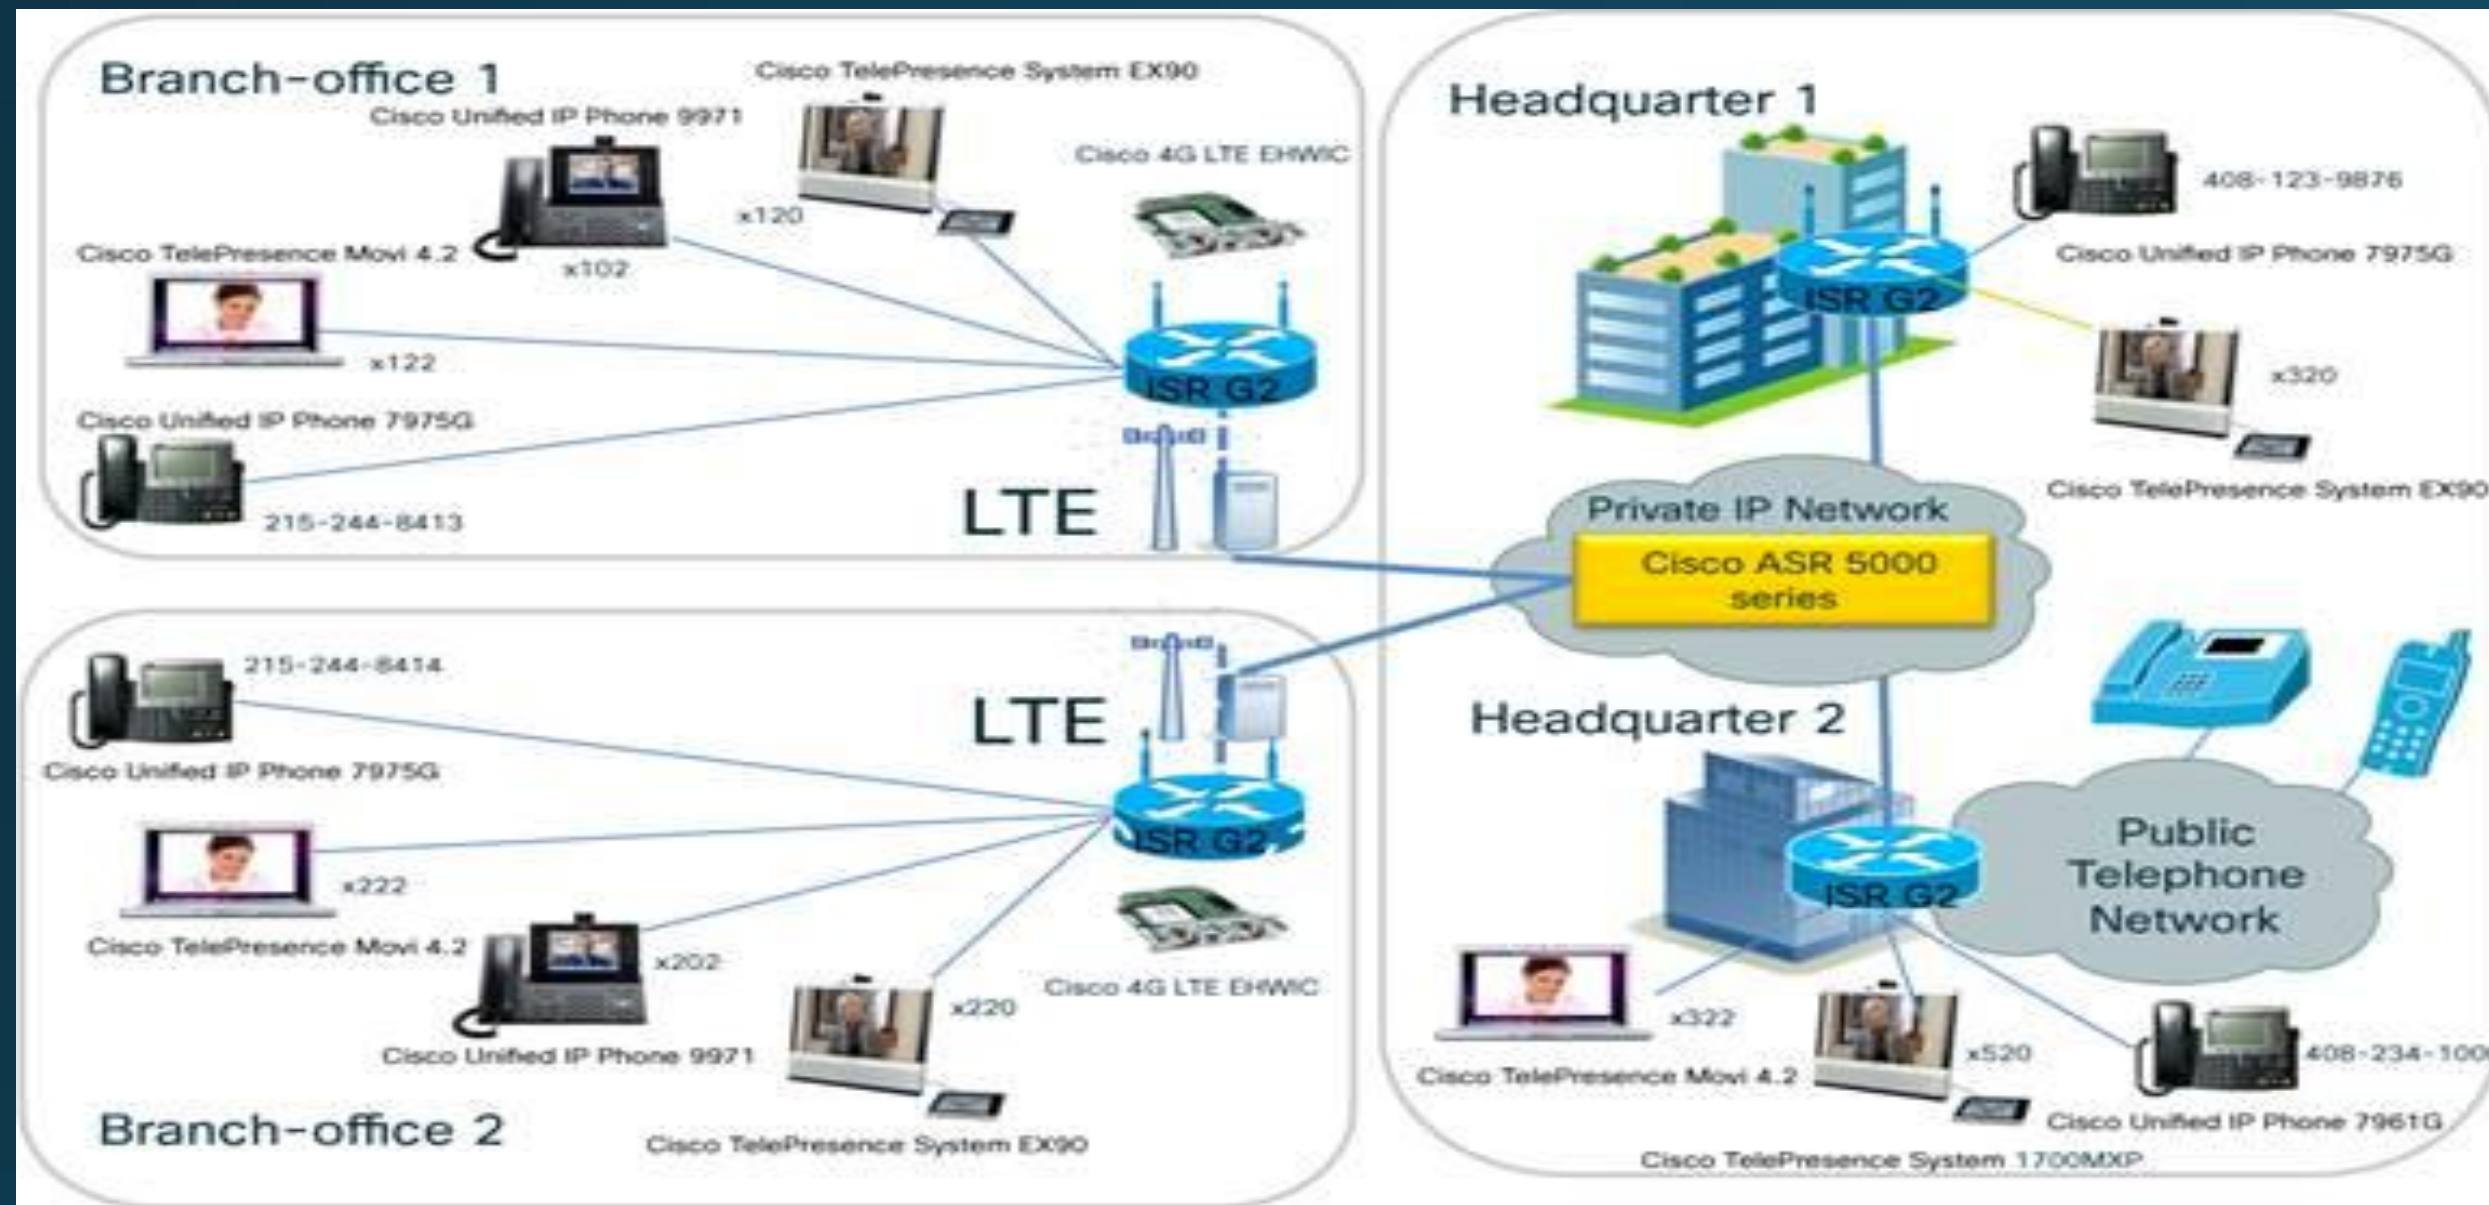 Branch-office 1
Cisco TelePresence System EX90
Cisco Unified IP Phone 9971
Cisco 4G LTE EHWIC
x120
Cisco TelePresence Movi 4.2
x102
x122
ISR G2
Cisco Unified IP Phone 7975G
LTE
215-244-8413
Headquarter 1
408-123-9876
Cisco Unified IP Phone 7975G
ISR G2
x320
Cisco TelePresence System EX90
Private IP Network
Cisco ASR 5000
series
215-244-8414
LTE
Cisco Unified IP Phone 7975G
ISR G2
x222
Cisco TelePresence Movi 4.2
x202
Cisco 4G LTE EHWIC
x220
Cisco Unified IP Phone 9971
Branch-office 2
Cisco TelePresence System EX90
Headquarter 2
Public
Telephone
Network
ISR G2
x322
x520
408-234-100
Cisco TelePresence Movi 4.2
Cisco Unified IP Phone 7961G
Cisco TelePresence System 1700MXP